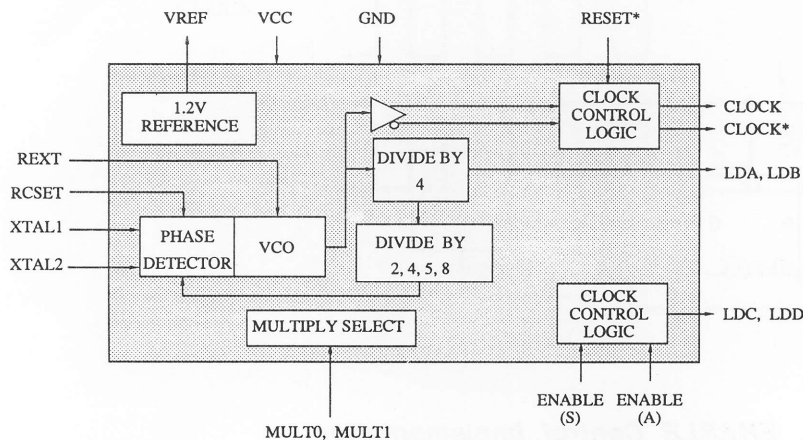 VREF
VCC
GND
RESET*
1.2V
REFERENCE
CLOCK
CONTROL
LOGIC
CLOCK
CLOCK*
REXT
DIVIDE BY
4
LDA, LDB
RCSET
XTAL1
XTAL2
PHASE
DETECTOR
VCO
DIVIDE BY
2, 4, 5, 8
MULTIPLY SELECT
CLOCK
CONTROL
LOGIC
LDC, LDD
ENABLE
(S)
ENABLE
(A)
MULT0, MULT1